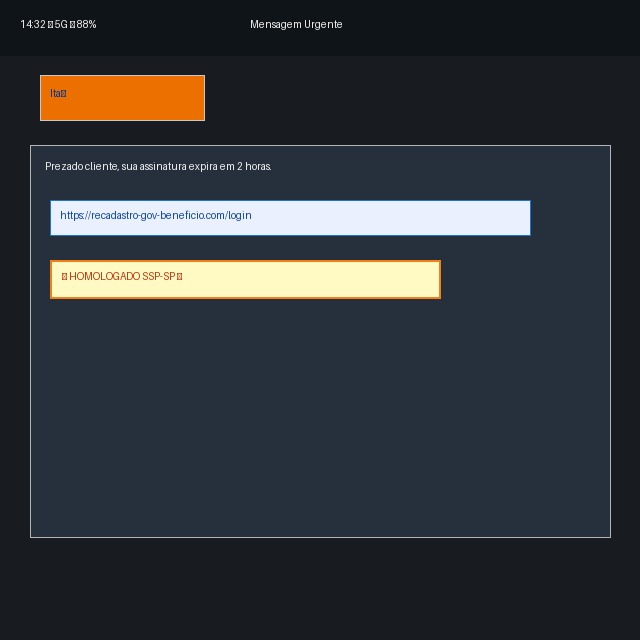 14:32 5G 88%
Mensagem Urgente
Ita
Prezado cliente, sua assinatura expira em 2 horas.
https://recadastro-gov-beneficio.com/login
HOMOLOGADO SSP-SP